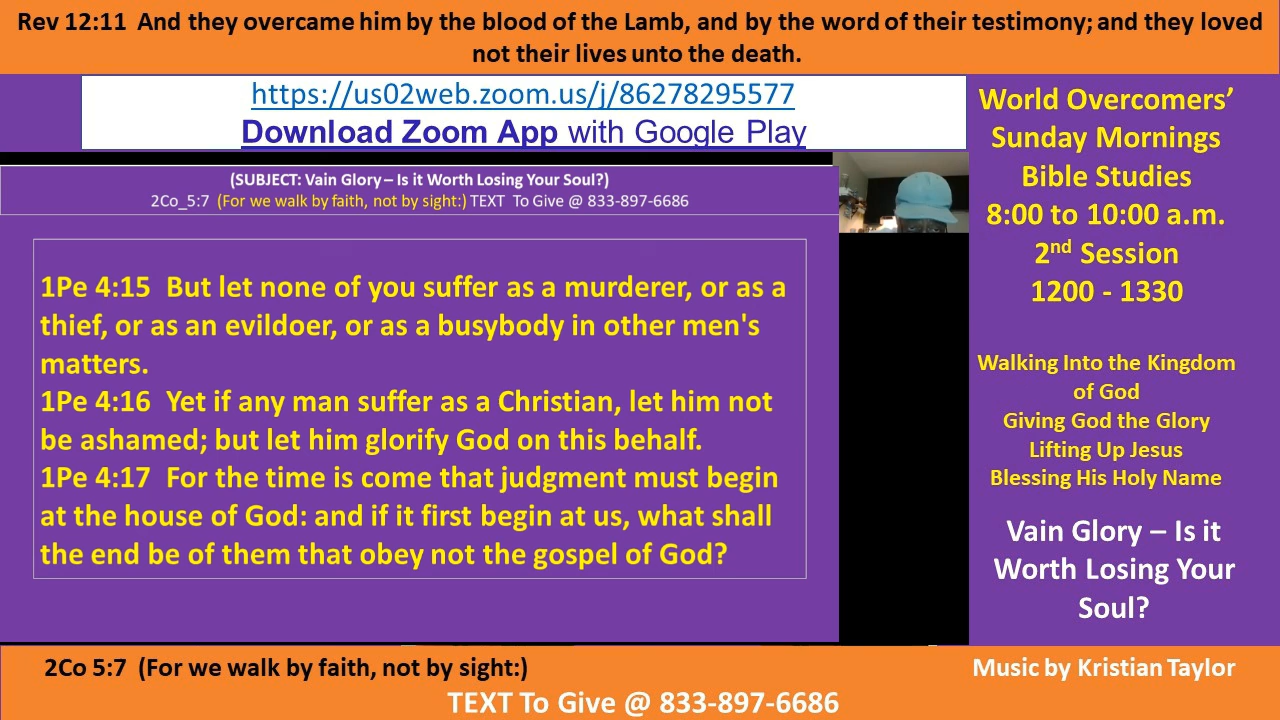 Rev 12:11  And they overcame him by the blood of the Lamb, and by the word of their testimony; and they loved
not their lives unto the death.
https://us02web.zoom.us/j/86278295577
Download Zoom App with Google Play
(SUBJECT: Vain Glory – Is it Worth Losing Your Soul?)
2Co_5:7  (For we walk by faith, not by sight:) TEXT  To Give @ 833-897-6686
1Pe 4:15  But let none of you suffer as a murderer, or as a
thief, or as an evildoer, or as a busybody in other men's
matters.
1Pe 4:16  Yet if any man suffer as a Christian, let him not
be ashamed; but let him glorify God on this behalf.
1Pe 4:17  For the time is come that judgment must begin
at the house of God: and if it first begin at us, what shall
the end be of them that obey not the gospel of God?
World Overcomers’
Sunday Mornings
Bible Studies
8:00 to 10:00 a.m.
2nd Session
1200 - 1330
Walking Into the Kingdom
of God
Giving God the Glory
Lifting Up Jesus
Blessing His Holy Name
Vain Glory – Is it
Worth Losing Your
Soul?
2Co 5:7  (For we walk by faith, not by sight:)
Music by Kristian Taylor
TEXT To Give @ 833-897-6686